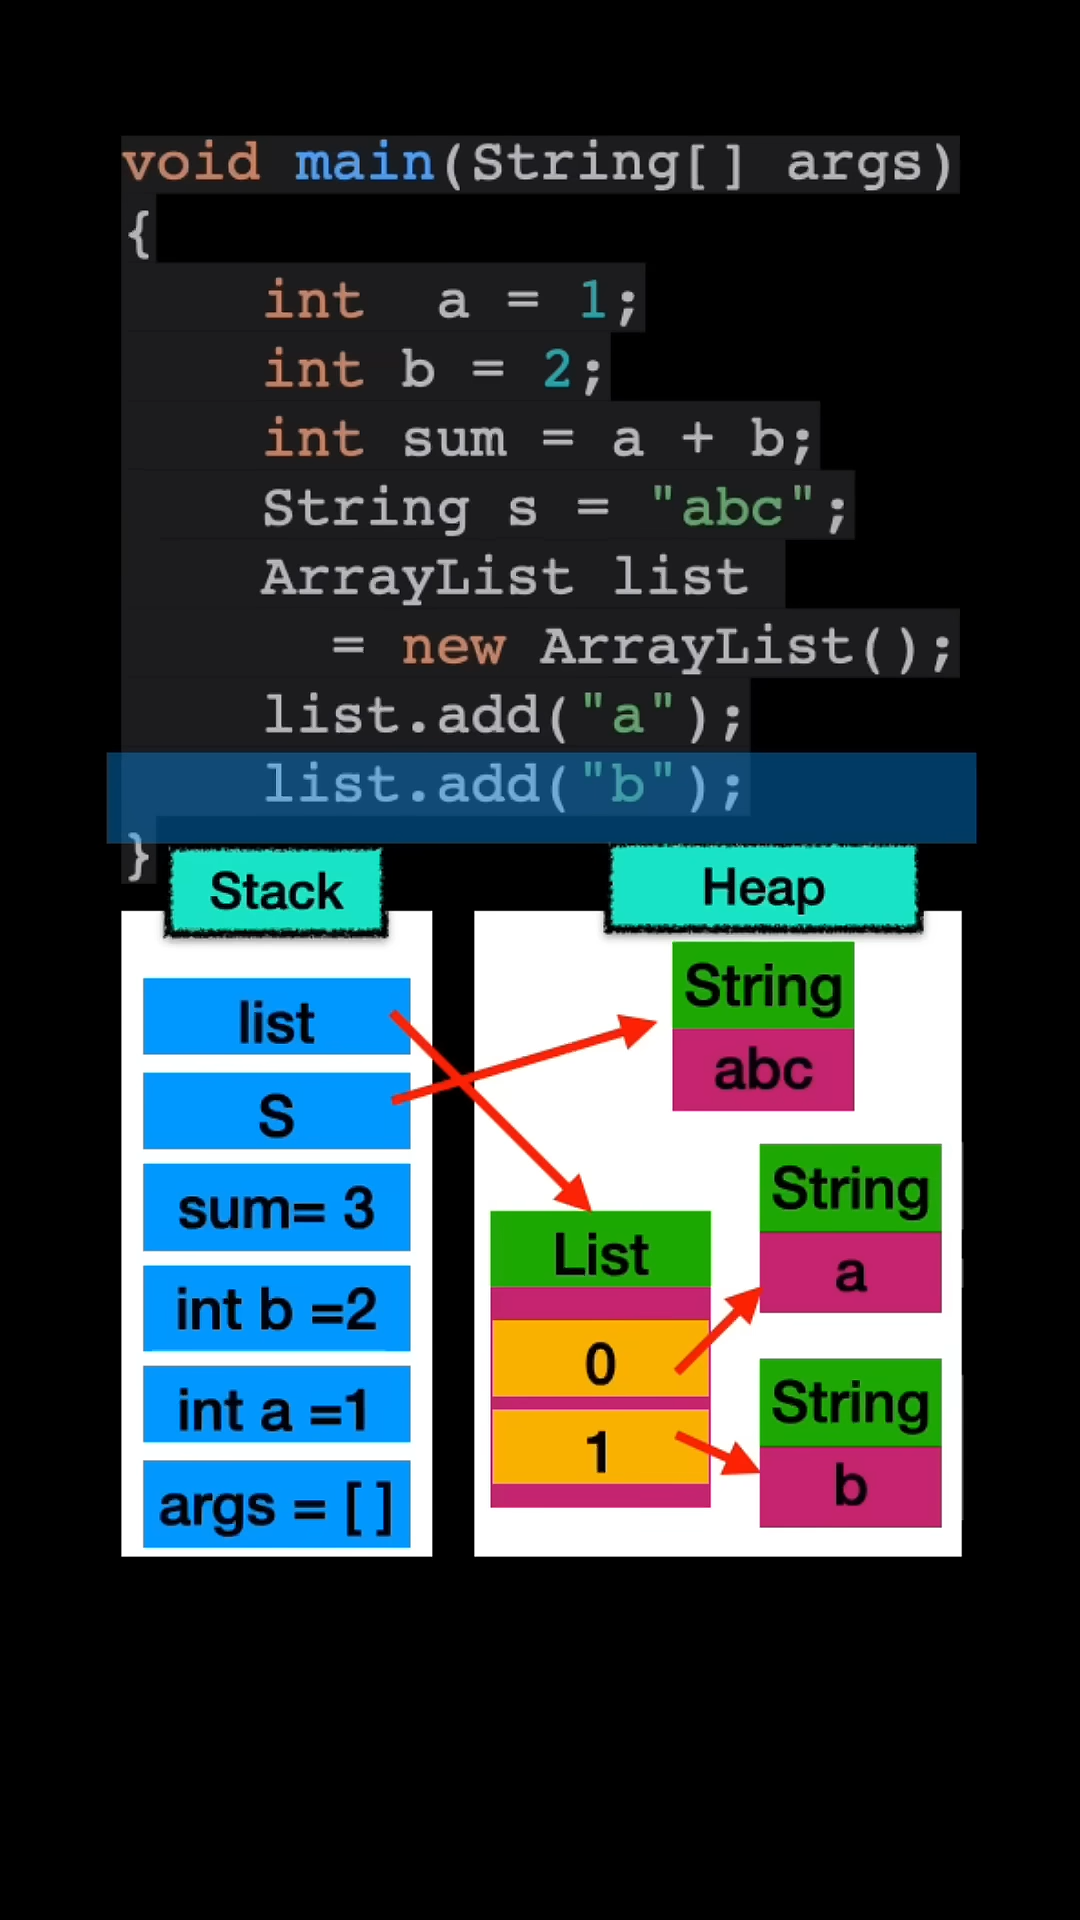 void main(String[] args)
{
int  a = 1;
int b = 2;
int sum = a + b;
String s = "abc";
ArrayList list
= new ArrayList();
list.add("a");
list.add("b");
}
Stack
list
S
sum= 3
int b =2
int a =1
args = [ ]
Heap
String
abc
List
0
1
String
a
String
b